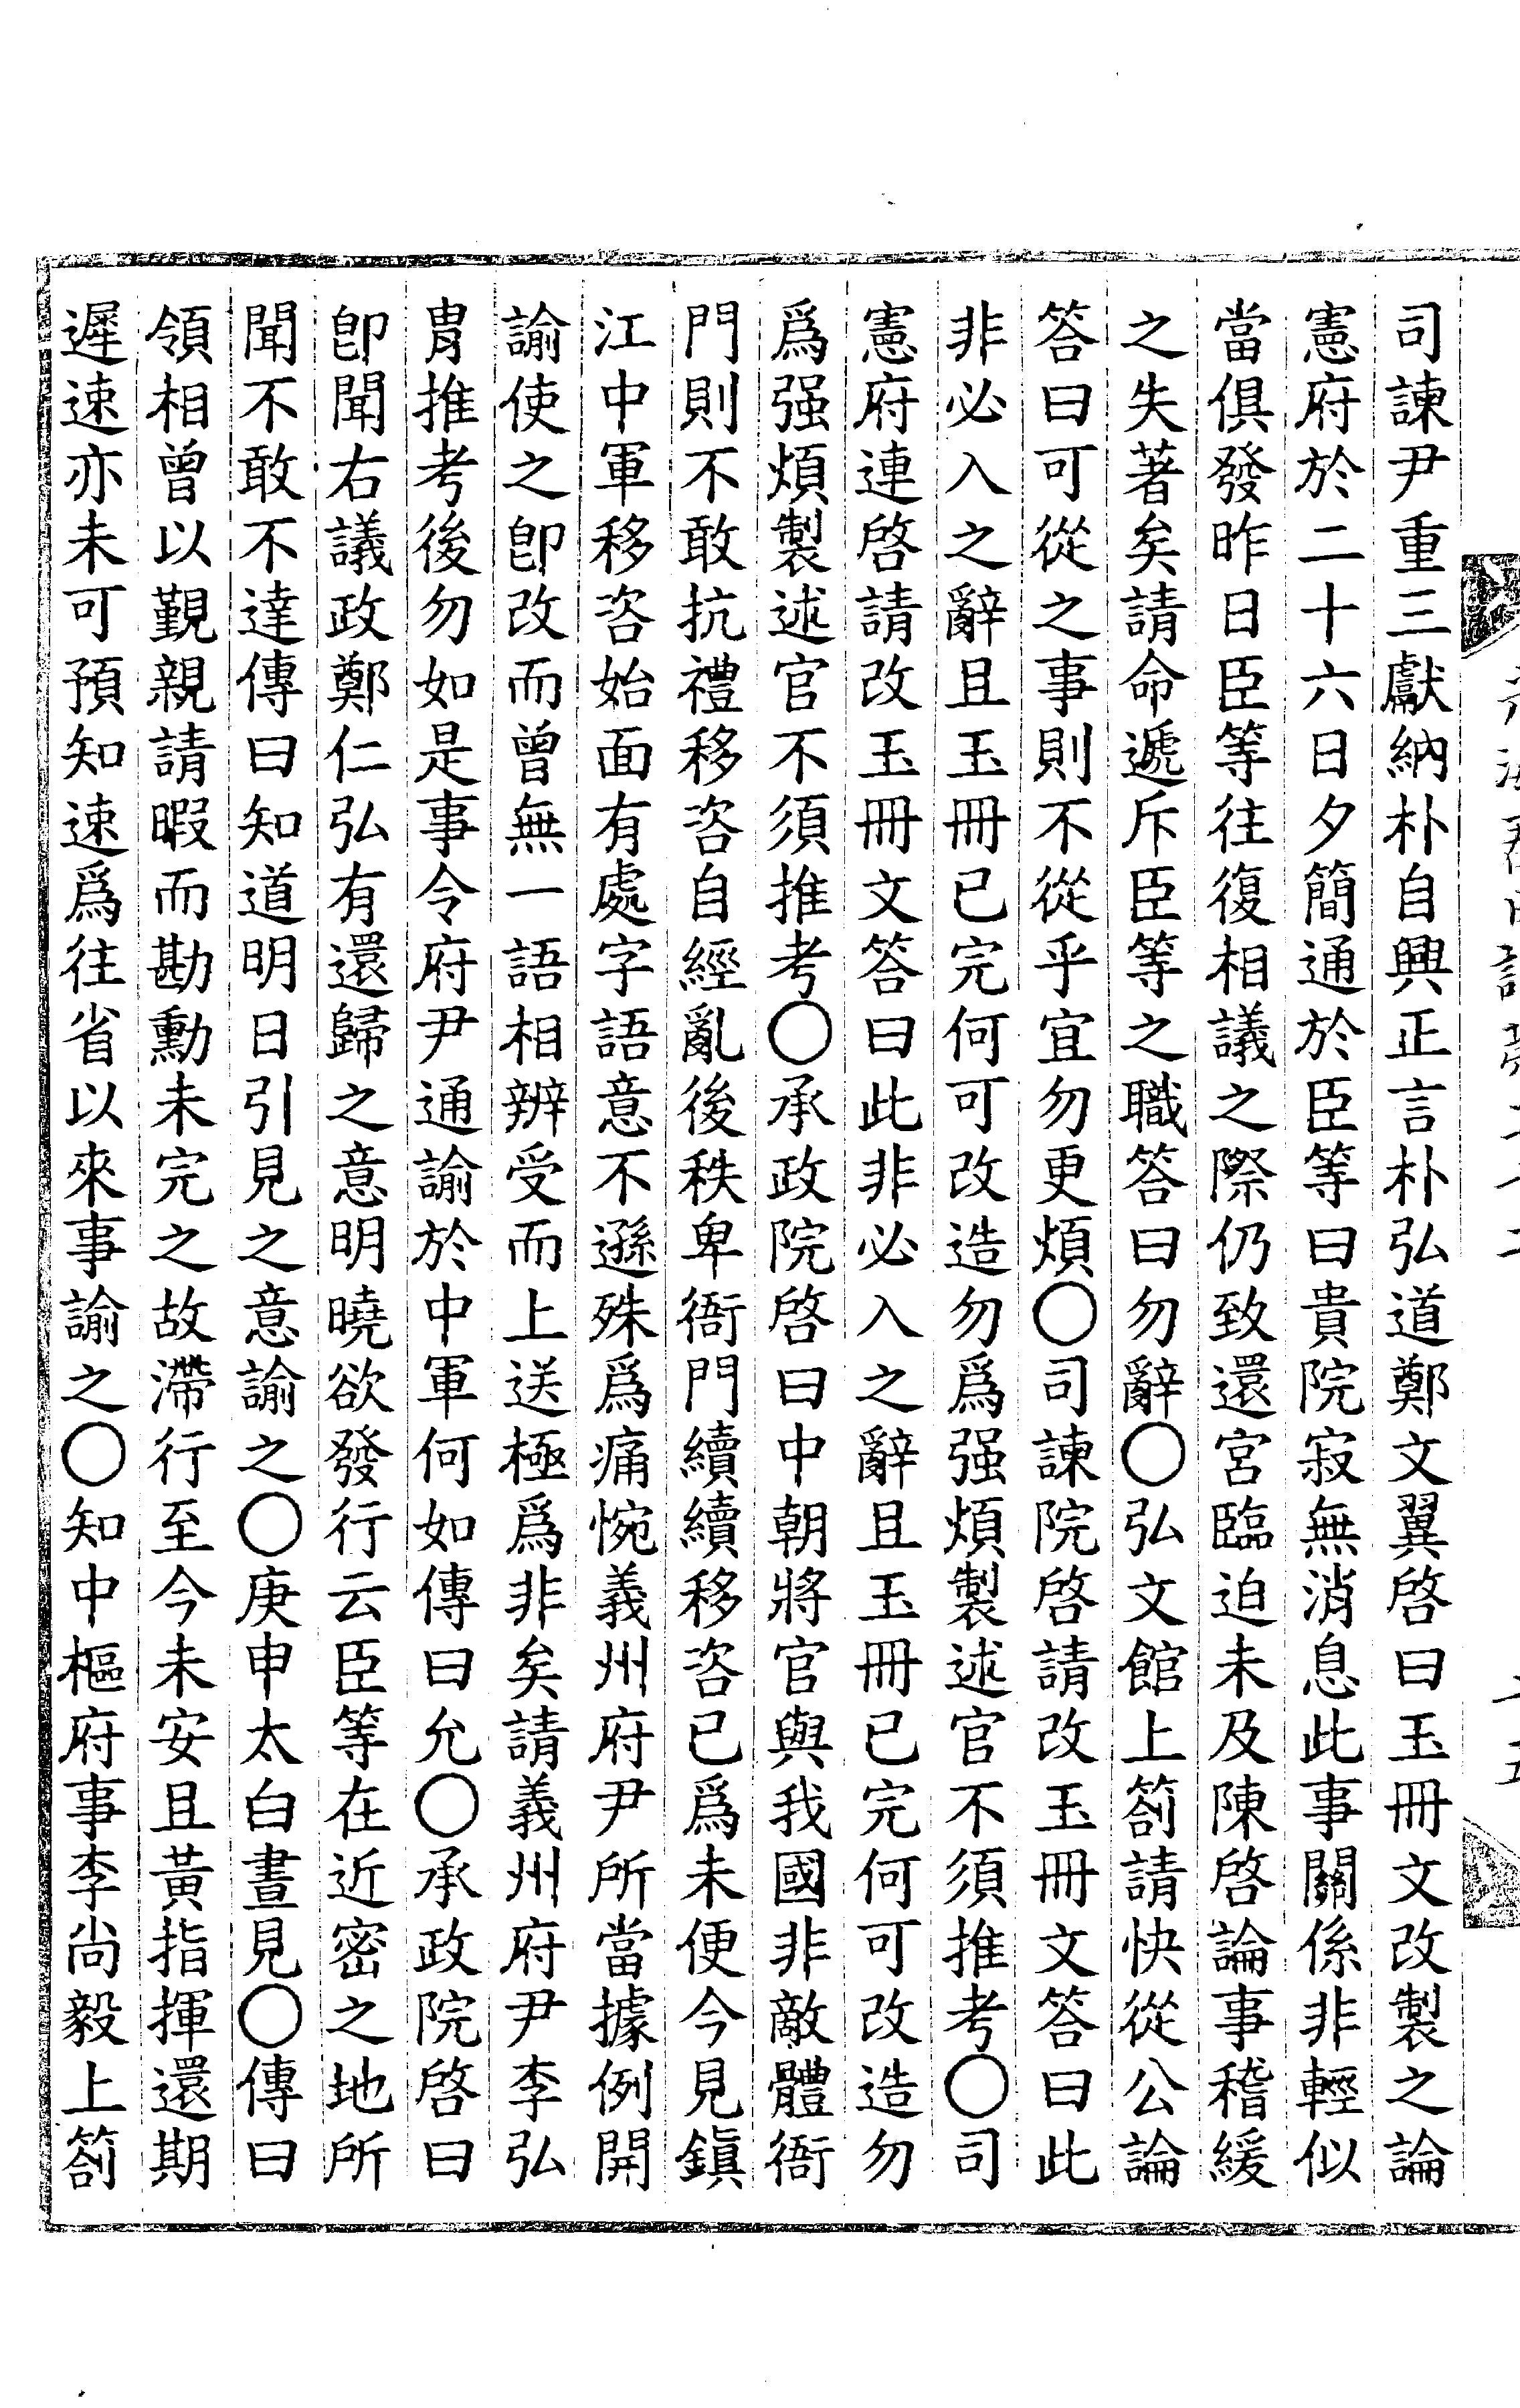 司諫尹重三獻納朴自興正言朴弘道鄭文翼啓曰玉冊文改製之論
憲府於二十六日夕簡通於臣等曰貴院寂無消息此事關係非輕似
當俱發昨日臣等往復相議之際仍致還宮臨迫未及陳啓論事稽緩
之失著矣請命遞斥臣等之職答曰勿辭○弘文館上箚請快從公論
答曰可從之事則不從乎宜勿更煩○司諫院啓請改玉冊文答曰此
非必入之辭且玉冊已完何可改造勿爲强煩製述官不須推考○司
憲府連啓請改玉冊文答曰此非必入之辭且玉冊已完何可改造勿
爲强煩製述官不須推考○承政院啓曰中朝將官與我國非敵體衙
門則不敢抗禮移咨自經亂後秩卑衙門續續移咨已爲未便今見鎭
江中軍移咨始面有處字語意不遜殊爲痛惋義州府尹所當據例開
諭使之卽改而曾無一語相辨受而上送極爲非矣請義州府尹李弘
胄推考後勿如是事令府尹通諭於中軍何如傳曰允○承政院啓曰
卽聞右議政鄭仁弘有還歸之意明曉欲發行云臣等在近密之地所
聞不敢不達傳曰知道明日引見之意諭之○庚申太白晝見○傳曰
領相曾以覲親請暇而勘勳未完之故滯行至今未安且黃指揮還期
遲速亦未可預知速爲往省以來事諭之○知中樞府事李尙毅上箚